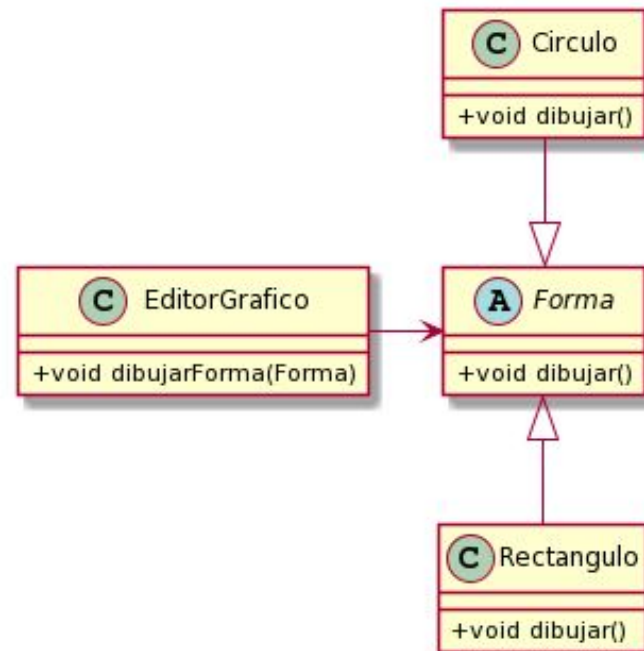 C Circulo
+void dibujar()
C EditorGrafico
+void dibujarForma(Forma)
A Forma
+void dibujar()
C Rectangulo
+void dibujar()